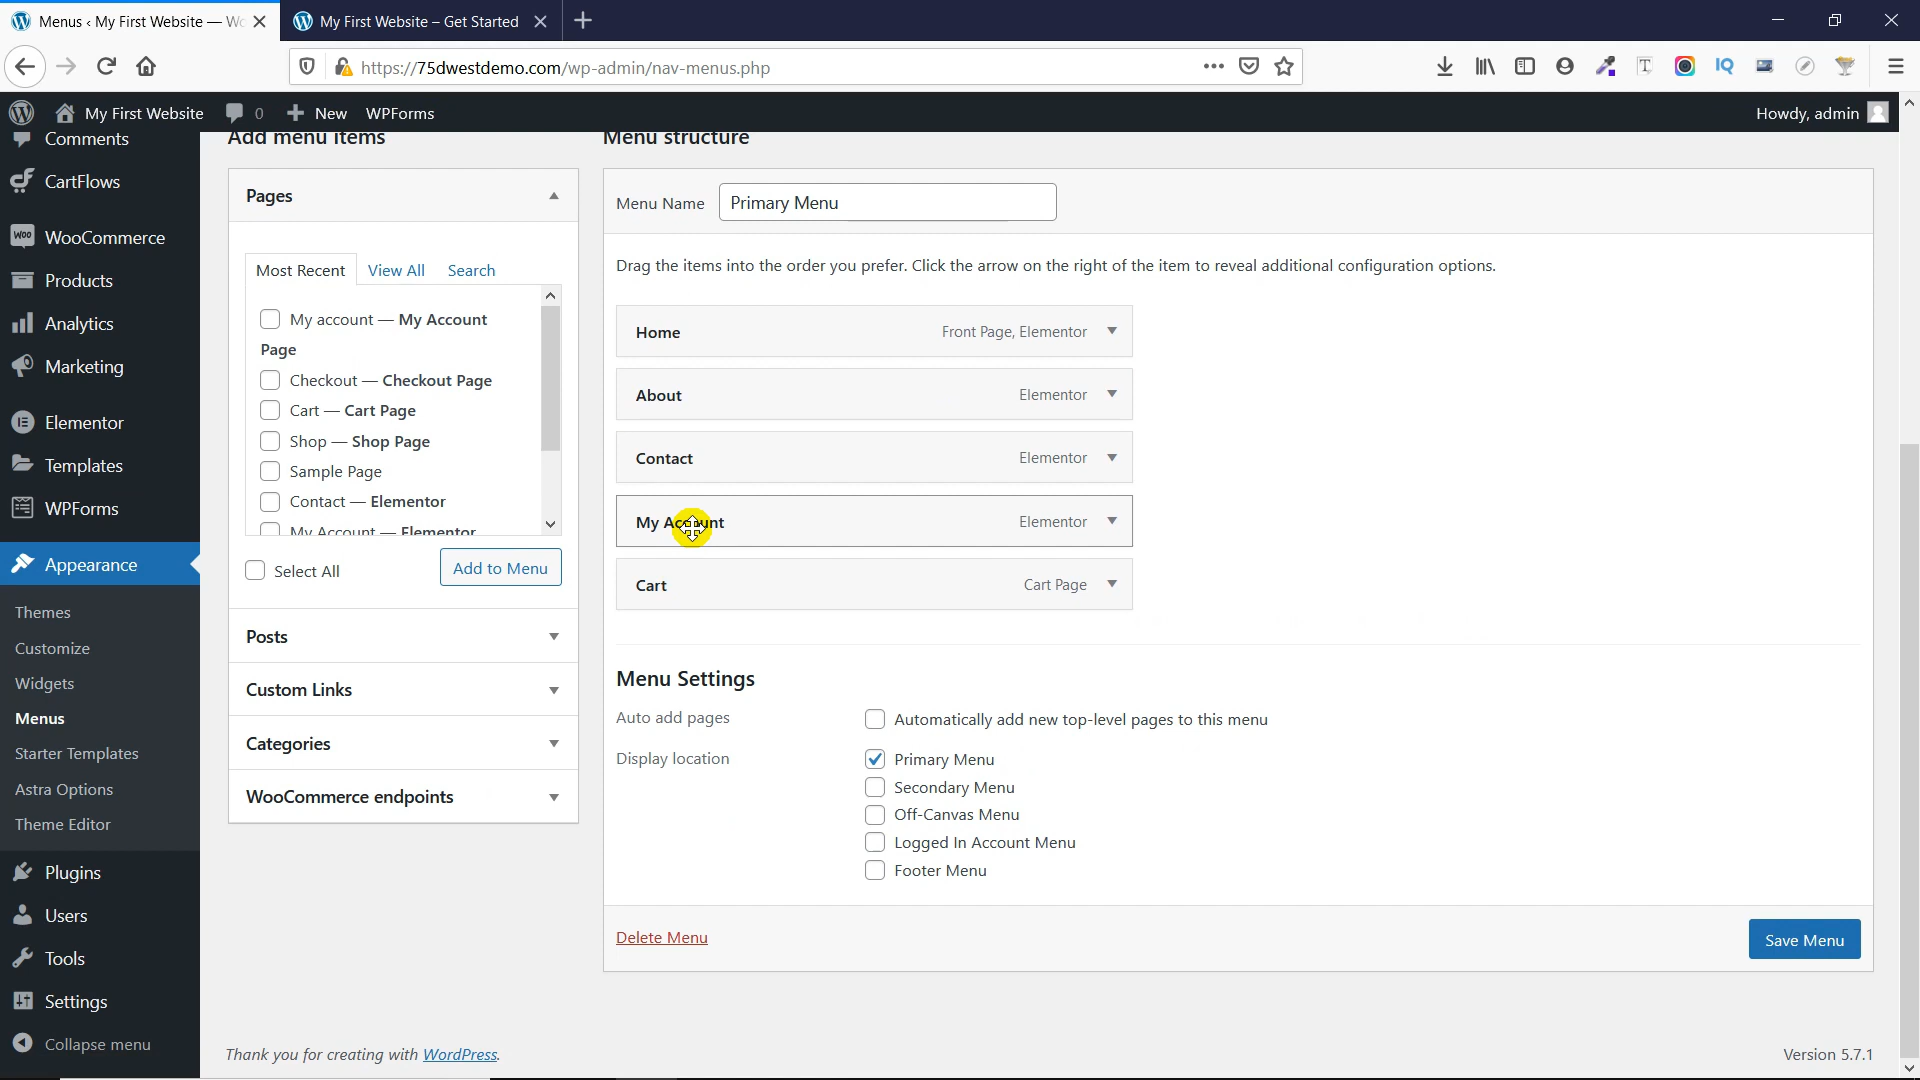 Menus ‹ My First Website — Wo
My First Website – Get Started
https://75dwestdemo.com/wp-admin/nav-menus.php
My First Website
0
New
WPForms
Howdy, admin
Comments
CartFlows
WooCommerce
Products
Analytics
Marketing
Elementor
Templates
WPForms
Appearance
Themes
Customize
Widgets
Menus
Starter Templates
Astra Options
Theme Editor
Plugins
Users
Tools
Settings
Collapse menu
Add menu items
Pages
Most Recent
View All
Search
My account — My Account
Page
Checkout — Checkout Page
Cart — Cart Page
Shop — Shop Page
Sample Page
Contact — Elementor
My Account — Elementor
Select All
Add to Menu
Posts
Custom Links
Categories
WooCommerce endpoints
Menu structure
Menu Name
Primary Menu
Drag the items into the order you prefer. Click the arrow on the right of the item to reveal additional configuration options.
Home
Front Page, Elementor
About
Elementor
Contact
Elementor
My Account
Elementor
Cart
Cart Page
Menu Settings
Auto add pages
Automatically add new top-level pages to this menu
Display location
Primary Menu
Secondary Menu
Off-Canvas Menu
Logged In Account Menu
Footer Menu
Delete Menu
Save Menu
Thank you for creating with WordPress.
Version 5.7.1